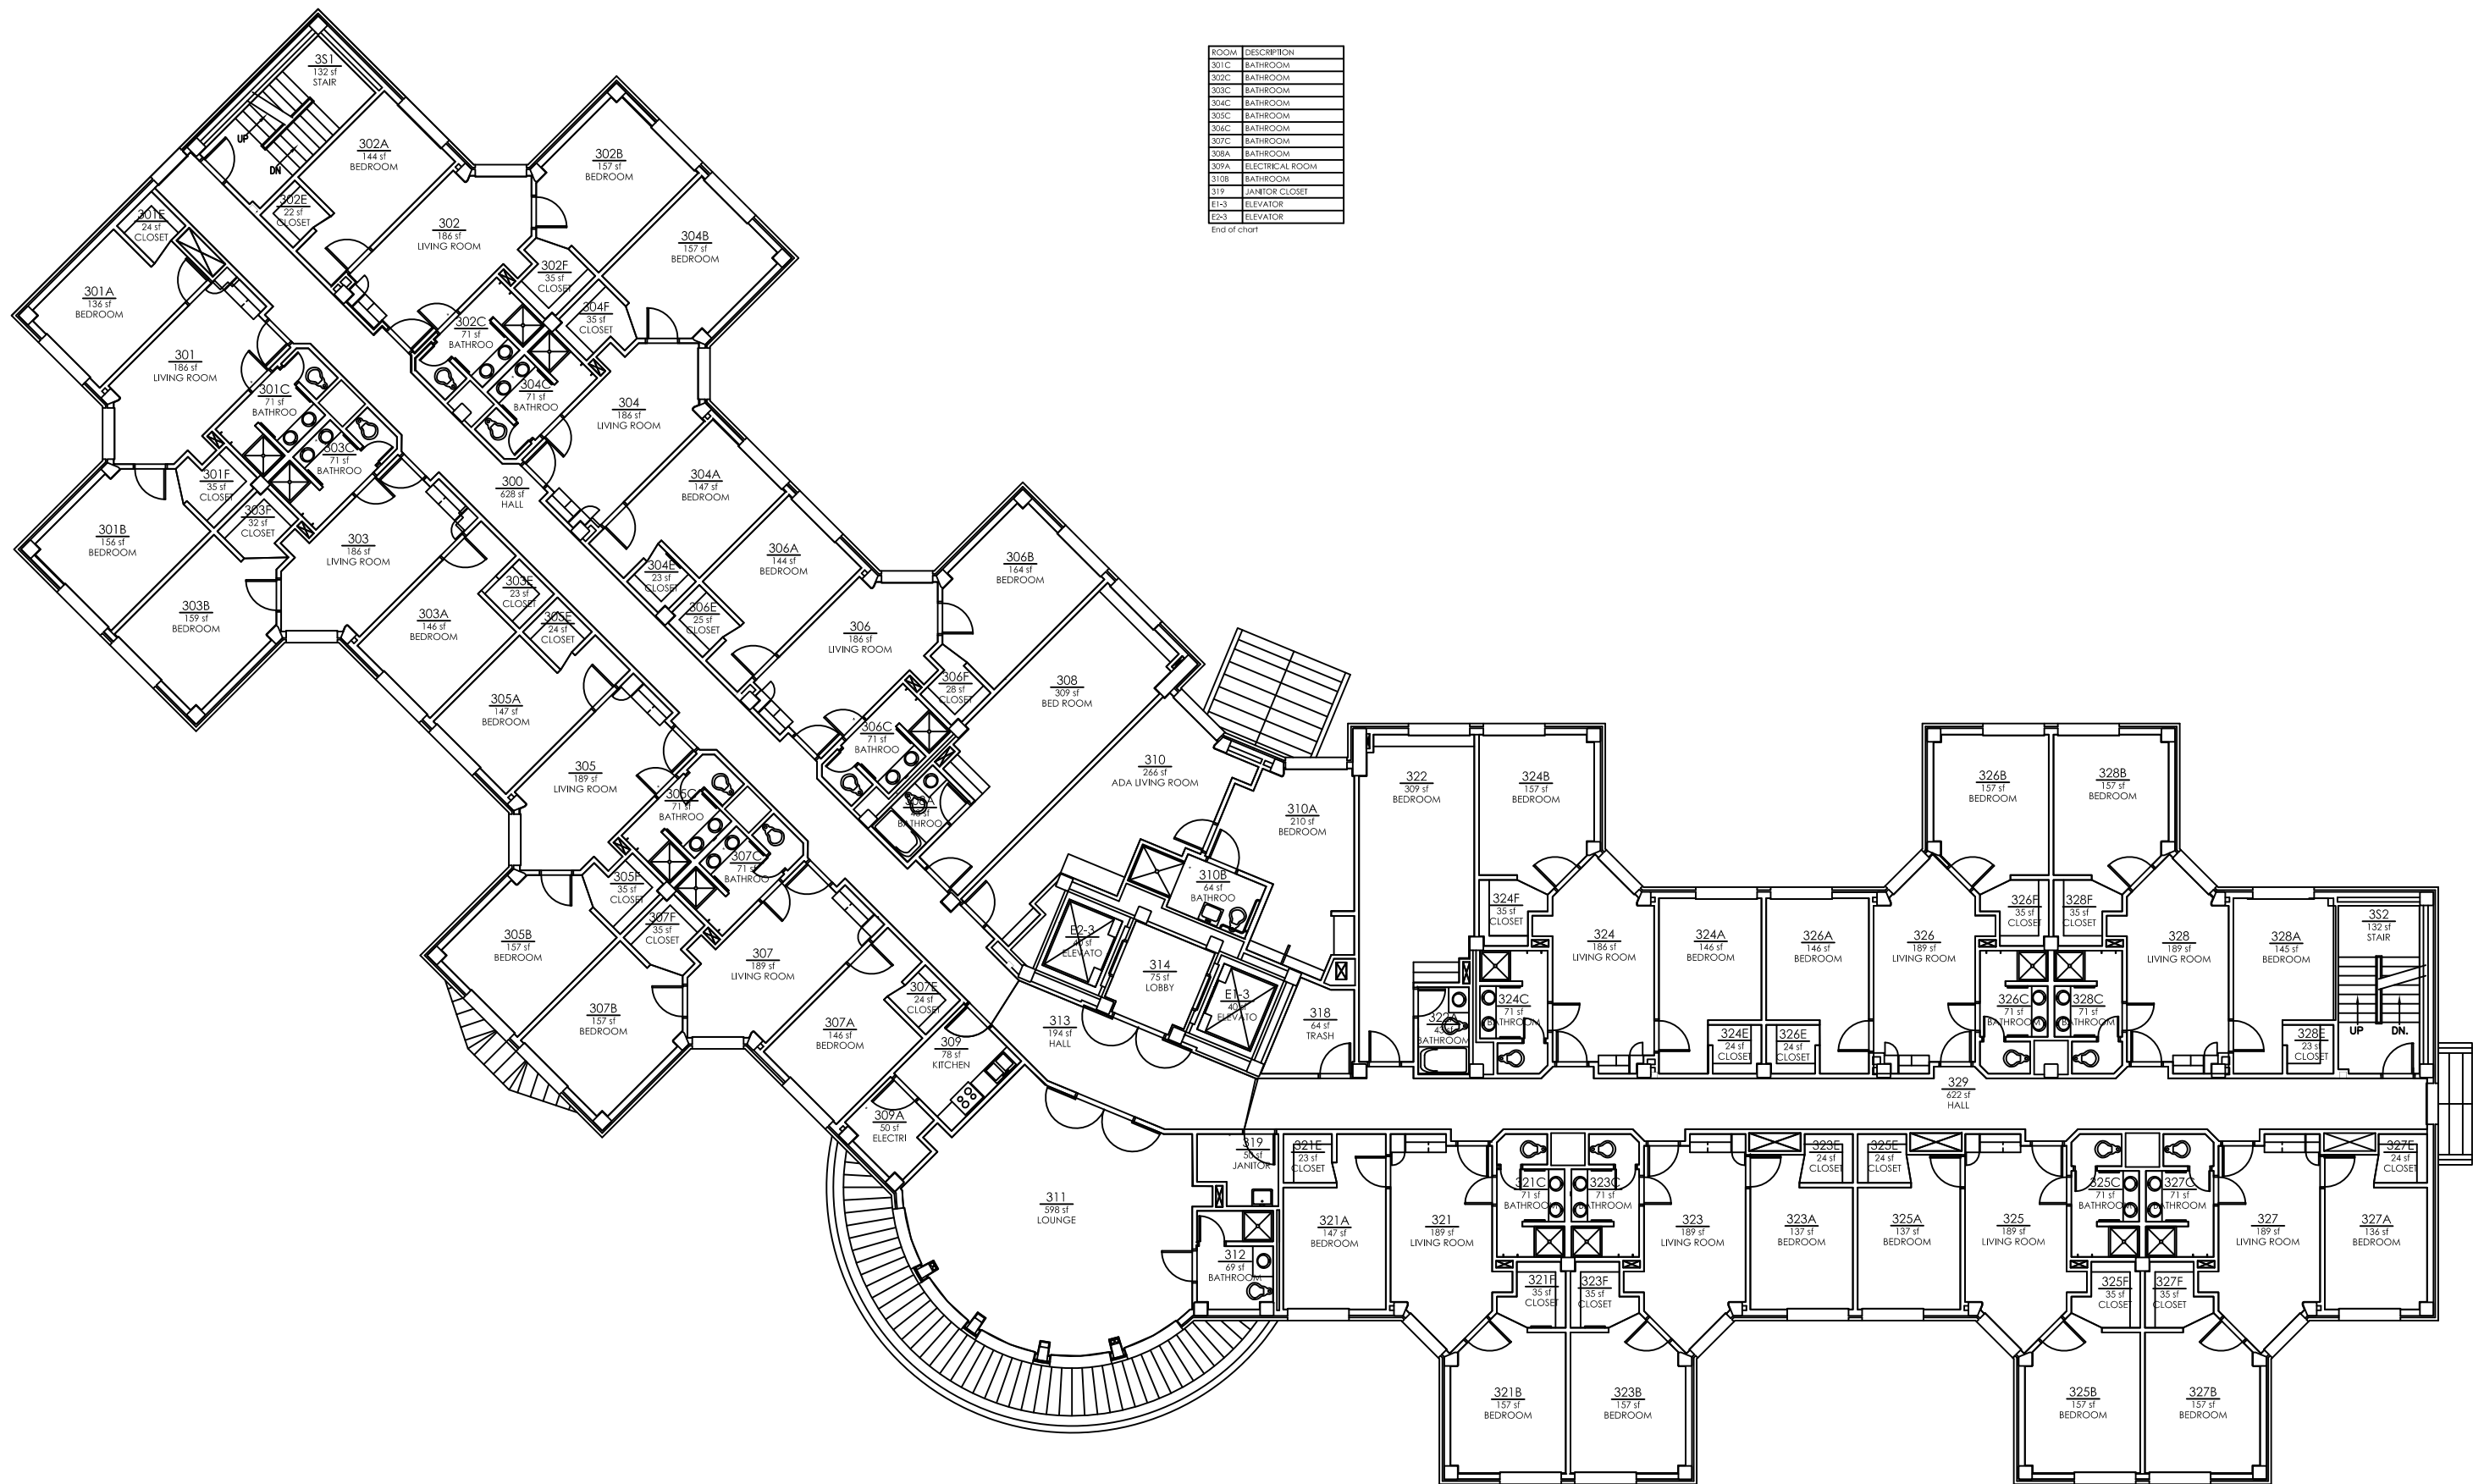 ROOM DESCRIPTION
301C BATHROOM
302C BATHROOM
303C BATHROOM
304C BATHROOM
305C BATHROOM
306C BATHROOM
307C BATHROOM
308A BATHROOM
309A ELECTRICAL ROOM
310B BATHROOM
319 JANITOR CLOSET
E1-3 ELEVATOR
E2-3 ELEVATOR
End of chart
3S1
132 sf
STAIR
UP
DN
302A
144 sf
BEDROOM
302B
157 sf
BEDROOM
302E
22 sf
CLOSET
301E
24 sf
CLOSET
302
186 sf
LIVING ROOM
304B
157 sf
BEDROOM
302F
35 sf
CLOSET
301A
136 sf
BEDROOM
304F
35 sf
CLOSET
302C
71 sf
BATHROO
301
186 sf
LIVING ROOM
301C
71 sf
BATHROO
304C
71 sf
BATHROO
304
186 sf
LIVING ROOM
303C
71 sf
BATHROO
301F
35 sf
CLOSET
300
628 sf
HALL
304A
147 sf
BEDROOM
303F
32 sf
CLOSET
301B
156 sf
BEDROOM
303
186 sf
LIVING ROOM
306A
144 sf
BEDROOM
306B
164 sf
BEDROOM
304E
23 sf
CLOSET
303E
23 sf
CLOSET
303B
159 sf
BEDROOM
303A
146 sf
BEDROOM
305E
24 sf
CLOSET
306E
25 sf
CLOSET
306
186 sf
LIVING ROOM
306F
28 sf
CLOSET
308
309 sf
BED ROOM
305A
147 sf
BEDROOM
306C
71 sf
BATHROO
305
189 sf
LIVING ROOM
310
266 sf
ADA LIVING ROOM
305C
71 sf
BATHROO
308A
BATHROO
310A
210 sf
BEDROOM
322
309 sf
BEDROOM
324B
157 sf
BEDROOM
326B
157 sf
BEDROOM
328B
157 sf
BEDROOM
307C
71 sf
BATHROO
305F
35 sf
CLOSET
310B
64 sf
BATHROO
307F
35 sf
CLOSET
324F
35 sf
CLOSET
326F
35 sf
CLOSET
328F
35 sf
CLOSET
305B
157 sf
BEDROOM
307
189 sf
LIVING ROOM
E2-3
40 sf
ELEVATO
314
75 sf
LOBBY
324
186 sf
LIVING ROOM
324A
146 sf
BEDROOM
326A
146 sf
BEDROOM
326
189 sf
LIVING ROOM
328
189 sf
LIVING ROOM
328A
145 sf
BEDROOM
3S2
132 sf
STAIR
307E
24 sf
CLOSET
E1-3
40 sf
ELEVATO
307B
157 sf
BEDROOM
307A
146 sf
BEDROOM
313
194 sf
HALL
318
64 sf
TRASH
322A
43 sf
BATHROOM
324C
71 sf
BATHROOM
326C
71 sf
BATHROOM
328C
71 sf
BATHROOM
UP
DN.
309
78 sf
KITCHEN
324E
24 sf
CLOSET
326E
24 sf
CLOSET
328E
23 sf
CLOSET
329
622 sf
HALL
309A
50 sf
ELECTRI
319
50 sf
JANITOR
321E
23 sf
CLOSET
323E
24 sf
CLOSET
325E
24 sf
CLOSET
327E
24 sf
CLOSET
321C
71 sf
BATHROOM
323C
71 sf
BATHROOM
325C
71 sf
BATHROOM
327C
71 sf
BATHROOM
311
598 sf
LOUNGE
321A
147 sf
BEDROOM
321
189 sf
LIVING ROOM
323
189 sf
LIVING ROOM
323A
137 sf
BEDROOM
325A
137 sf
BEDROOM
325
189 sf
LIVING ROOM
327
189 sf
LIVING ROOM
327A
136 sf
BEDROOM
312
69 sf
BATHROOM
321F
35 sf
CLOSET
323F
35 sf
CLOSET
325F
35 sf
CLOSET
327F
35 sf
CLOSET
321B
157 sf
BEDROOM
323B
157 sf
BEDROOM
325B
157 sf
BEDROOM
327B
157 sf
BEDROOM